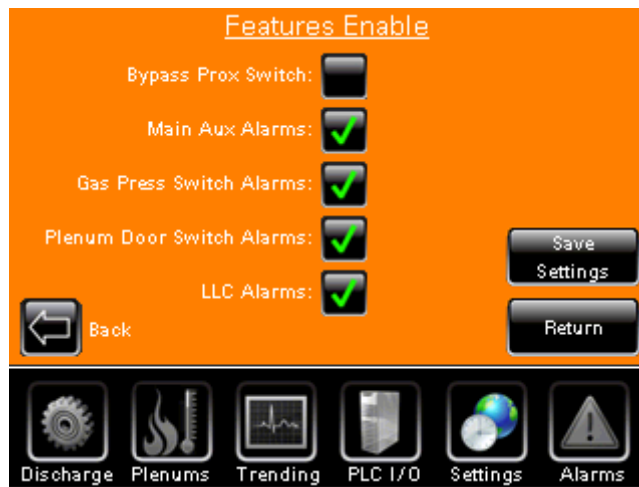 Features Enable
Bypass Prox Switch:
Main Aux Alarms:
Gas Press Switch Alarms:
Plenum Door Switch Alarms:
LLC Alarms:
Save
Settings
Back
Return
Discharge Plenums Trending PLC I/O Settings Alarms